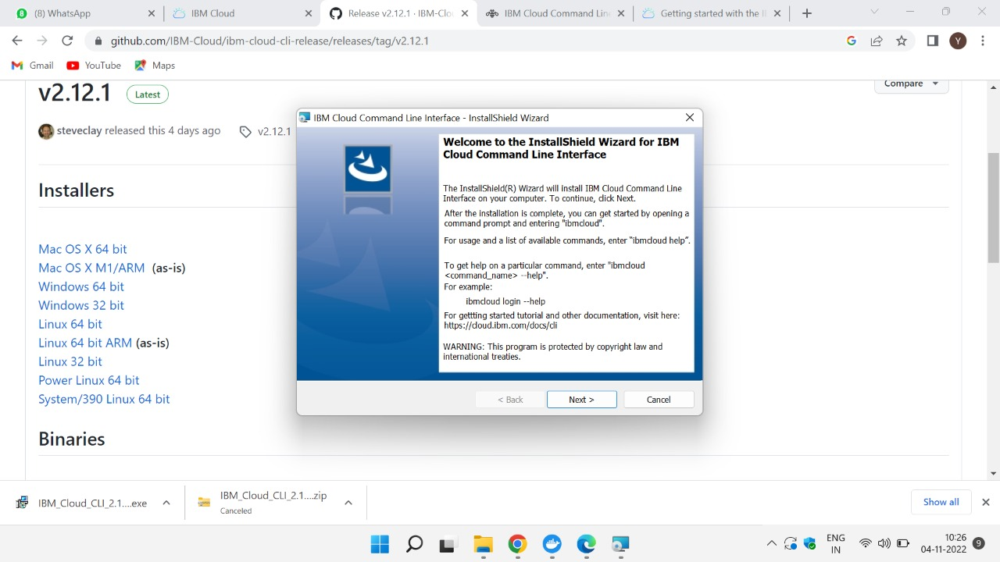 (8) WhatsApp
IBM Cloud
Release v2.12.1 · IBM-Clo
IBM Cloud Command Lin
Getting started with the I
github.com/IBM-Cloud/ibm-cloud-cli-release/releases/tag/v2.12.1
Y
Gmail
YouTube
Maps
v2.12.1
Latest
Compare
steveclay released this 4 days ago
v2.12.1
Installers
Mac OS X 64 bit
Mac OS X M1/ARM (as-is)
Windows 64 bit
Windows 32 bit
Linux 64 bit
Linux 64 bit ARM (as-is)
Linux 32 bit
Power Linux 64 bit
System/390 Linux 64 bit
Binaries
IBM Cloud Command Line Interface - InstallShield Wizard
Welcome to the InstallShield Wizard for IBM
Cloud Command Line Interface
The InstallShield(R) Wizard will install IBM Cloud Command Line
Interface on your computer. To continue, click Next.
After the installation is complete, you can get started by opening a
command prompt and entering "ibmcloud".
For usage and a list of available commands, enter “ibmcloud help”.
To get help on a particular command, enter "ibmcloud
<command_name> --help".
For example:
ibmcloud login --help
For gettting started tutorial and other documentation, visit here:
https://cloud.ibm.com/docs/cli
WARNING: This program is protected by copyright law and
international treaties.
< Back
Next >
Cancel
IBM_Cloud_CLI_2.1....exe
IBM_Cloud_CLI_2.1....zip
Canceled
Show all
ENG
IN
10:26
04-11-2022
9